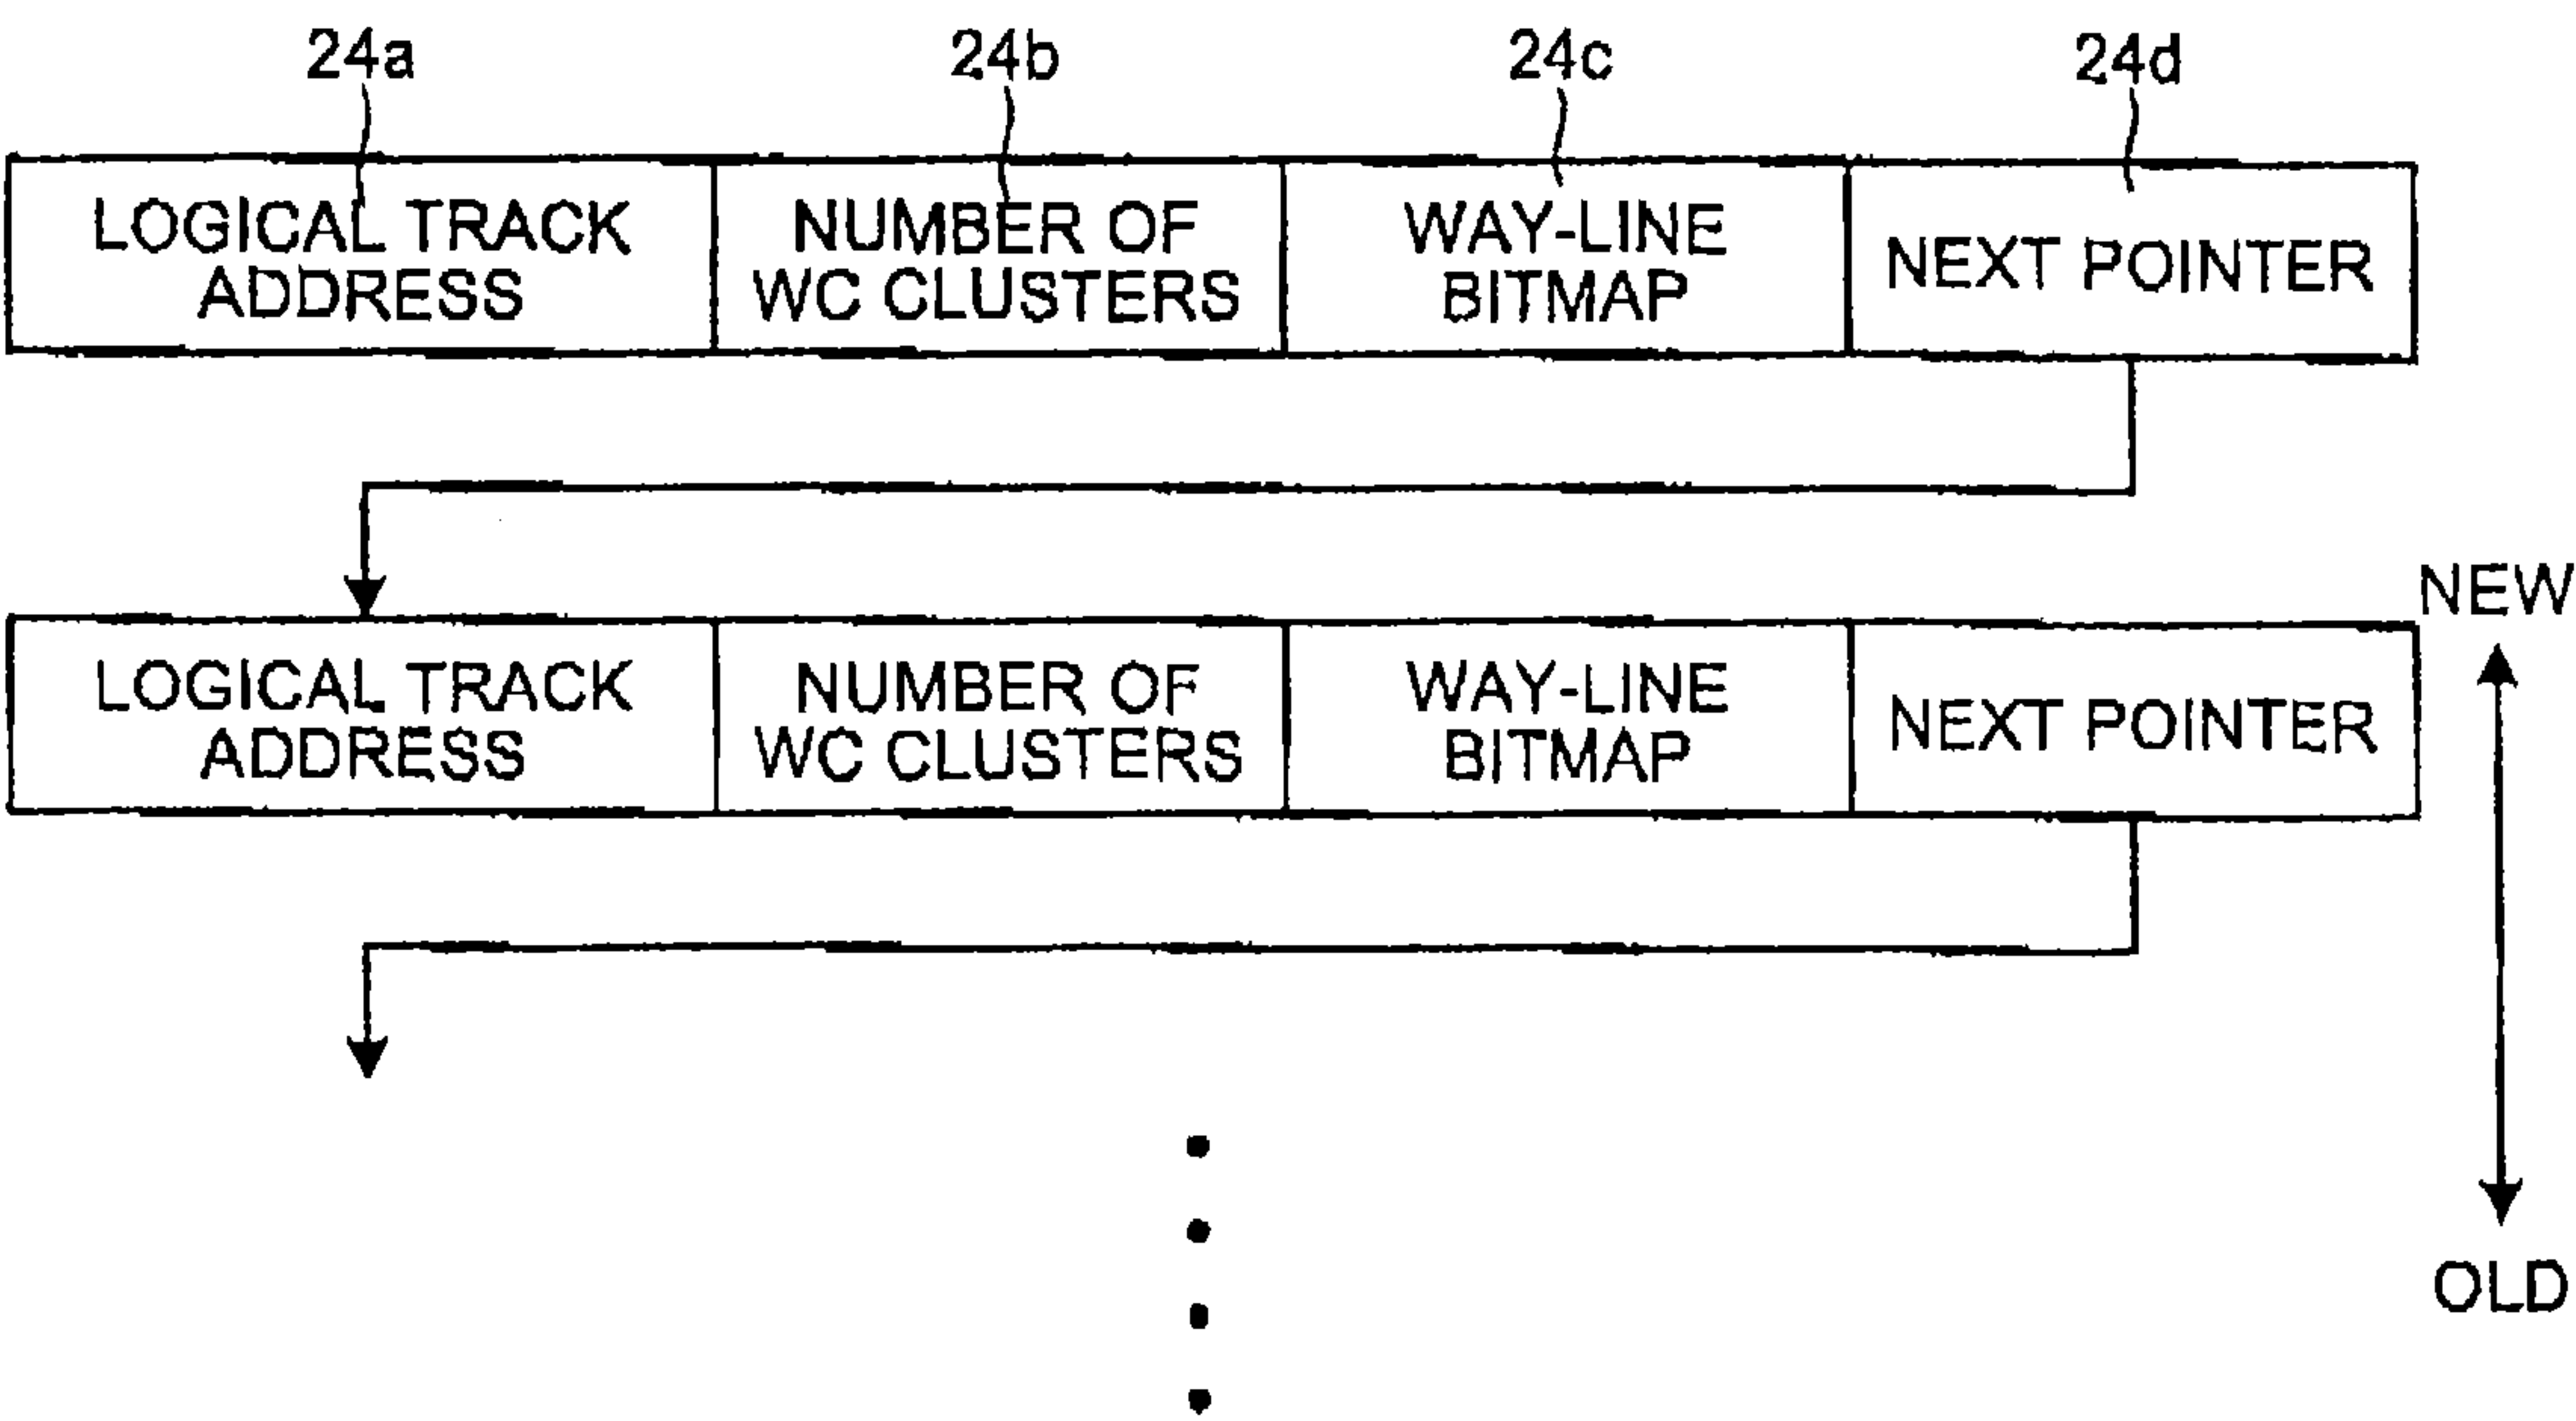 24a 24b 24c 24d
LOGICAL TRACK ADDRESS
NUMBER OF WC CLUSTERS
WAY-LINE BITMAP
NEXT POINTER
NEW
LOGICAL TRACK ADDRESS
NUMBER OF WC CLUSTERS
WAY-LINE BITMAP
NEXT POINTER
OLD